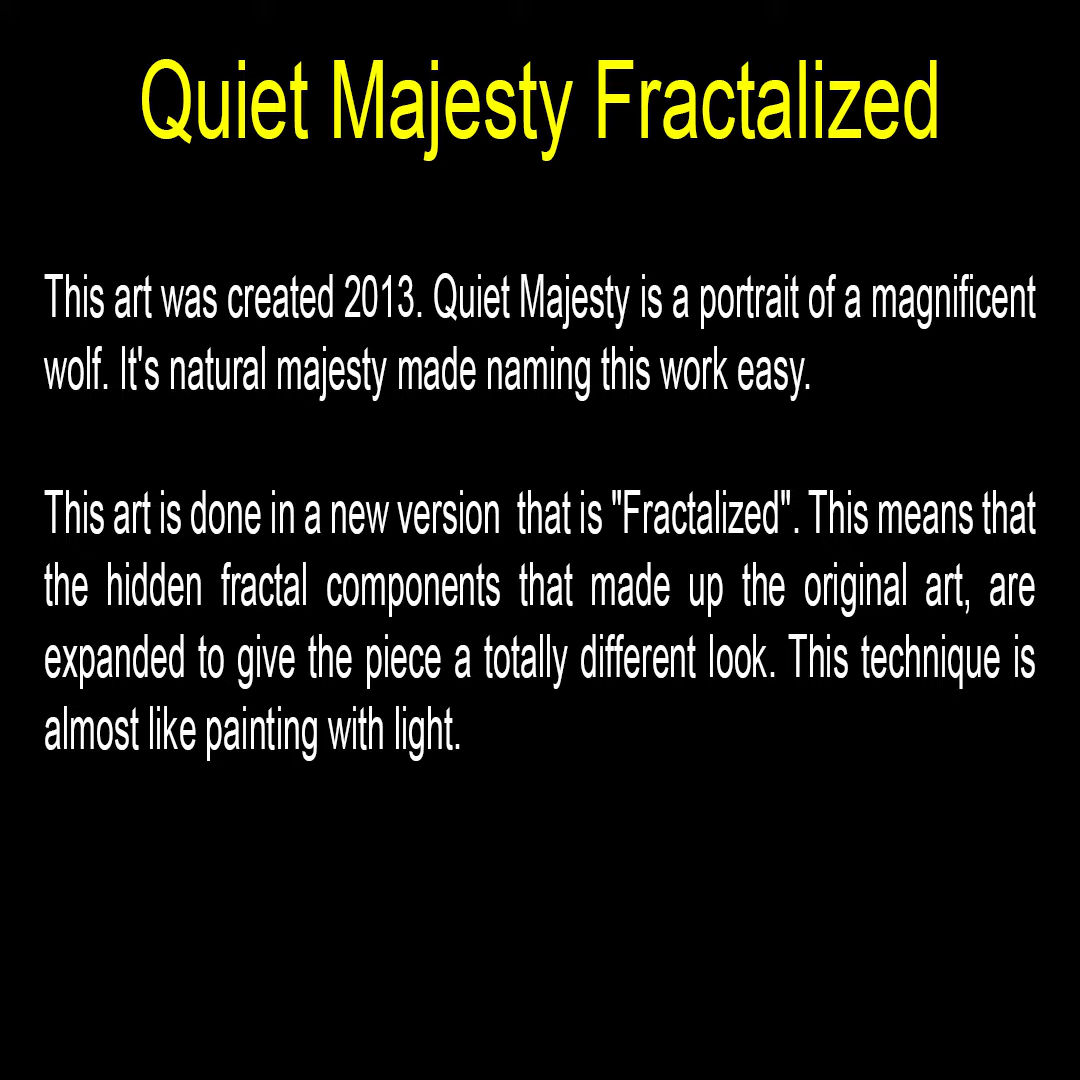 Quiet Majesty Fractalized
This art was created 2013. Quiet Majesty is a portrait of a magnificent
wolf. It's natural majesty made naming this work easy.
This art is done in a new version  that is "Fractalized". This means that
the hidden fractal components that made up the original art, are
expanded to give the piece a totally different look. This technique is
almost like painting with light.